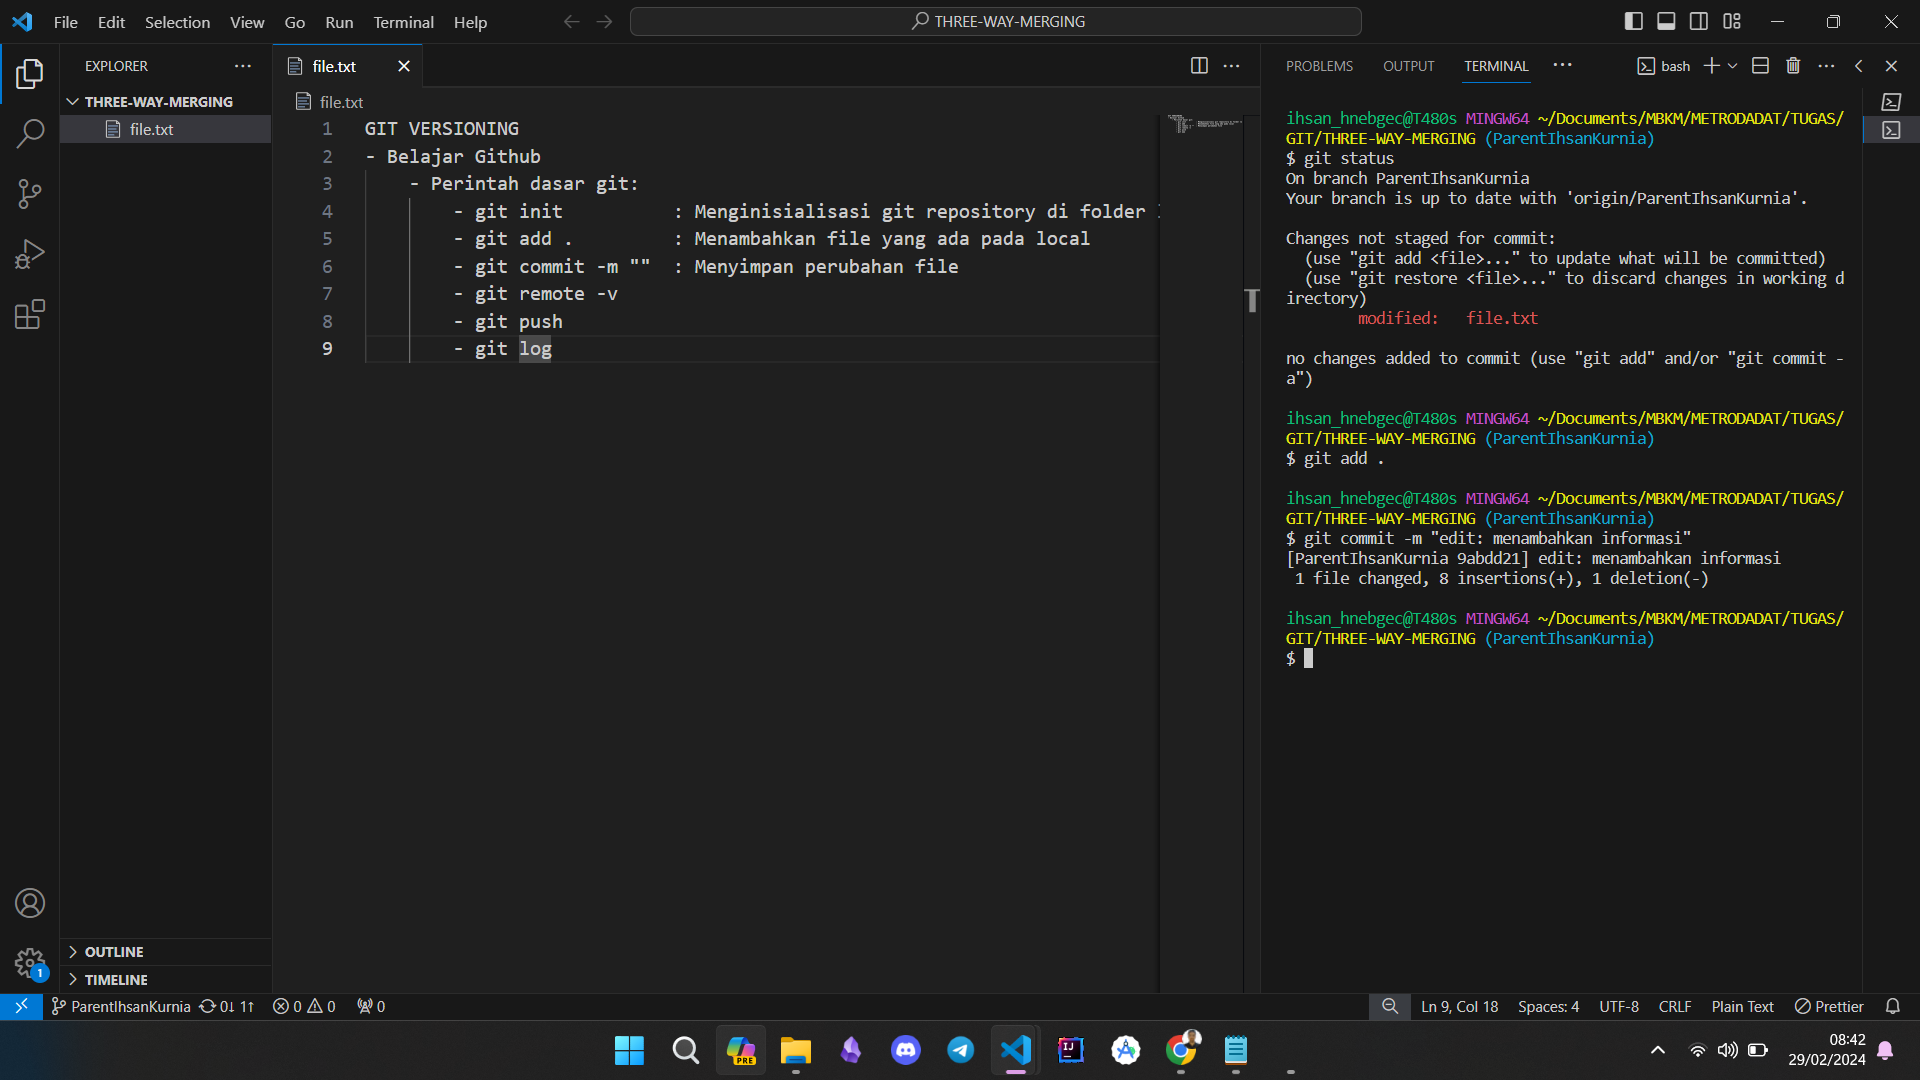 File Edit Selection View Go Run Terminal Help
THREE-WAY-MERGING
EXPLORER
THREE-WAY-MERGING
file.txt
OUTLINE
TIMELINE
file.txt
file.txt
1 GIT VERSIONING
2 - Belajar Github
3 - Perintah dasar git:
4 - git init : Menginisialisasi git repository di folder
5 - git add . : Menambahkan file yang ada pada local
6 - git commit -m "" : Menyimpan perubahan file
7 - git remote -v
8 - git push
9 - git log
PROBLEMS OUTPUT TERMINAL
bash
ihsan_hnebgec@T480s MINGW64 ~/Documents/MBKM/METRODADAT/TUGAS/
GIT/THREE-WAY-MERGING (ParentIhsanKurnia)
$ git status
On branch ParentIhsanKurnia
Your branch is up to date with 'origin/ParentIhsanKurnia'.
Changes not staged for commit:
(use "git add <file>..." to update what will be committed)
(use "git restore <file>..." to discard changes in working d
irectory)
modified: file.txt
no changes added to commit (use "git add" and/or "git commit -
a")
ihsan_hnebgec@T480s MINGW64 ~/Documents/MBKM/METRODADAT/TUGAS/
GIT/THREE-WAY-MERGING (ParentIhsanKurnia)
$ git add .
ihsan_hnebgec@T480s MINGW64 ~/Documents/MBKM/METRODADAT/TUGAS/
GIT/THREE-WAY-MERGING (ParentIhsanKurnia)
$ git commit -m "edit: menambahkan informasi"
[ParentIhsanKurnia 9abdd21] edit: menambahkan informasi
1 file changed, 8 insertions(+), 1 deletion(-)
ihsan_hnebgec@T480s MINGW64 ~/Documents/MBKM/METRODADAT/TUGAS/
GIT/THREE-WAY-MERGING (ParentIhsanKurnia)
$
1
ParentIhsanKurnia 0↓ 1↑ 0 0 0
Ln 9, Col 18 Spaces: 4 UTF-8 CRLF Plain Text Prettier
PRE
IJ
08:42
29/02/2024